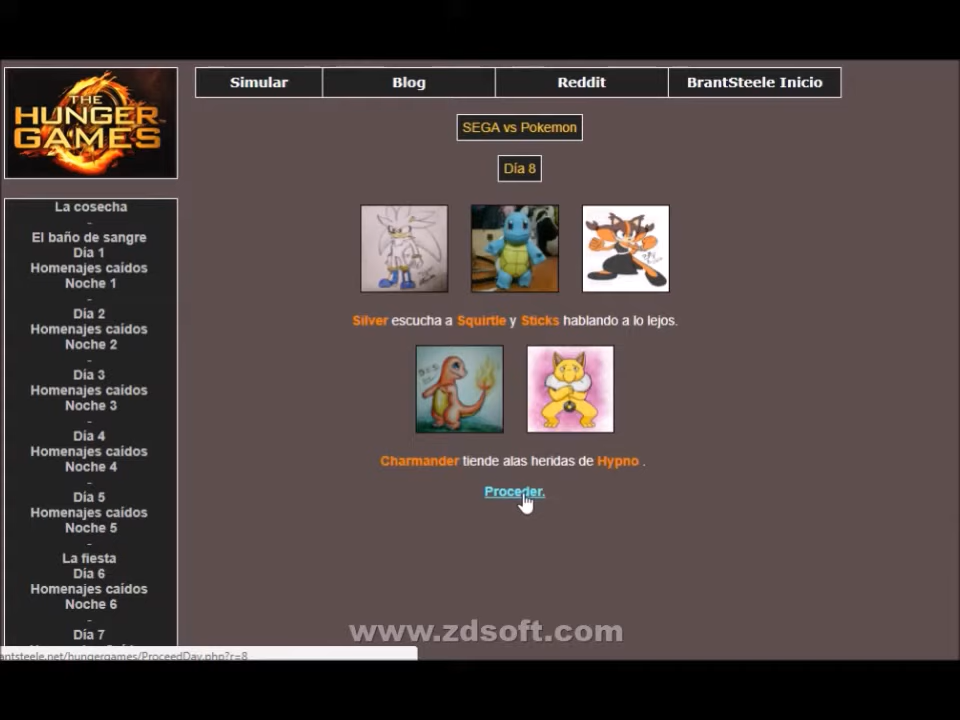 THE
HUNGER
GAMES
Simular
Blog
Reddit
BrantSteele Inicio
SEGA vs Pokemon
Día 8
Silver escucha a Squirtle y Sticks hablando a lo lejos.
Charmander tiende alas heridas de Hypno .
Proceder.
La cosecha
-
El baño de sangre
Día 1
Homenajes caídos
Noche 1
-
Día 2
Homenajes caídos
Noche 2
-
Día 3
Homenajes caídos
Noche 3
-
Día 4
Homenajes caídos
Noche 4
-
Día 5
Homenajes caídos
Noche 5
-
La fiesta
Día 6
Homenajes caídos
Noche 6
-
Día 7
www.zdsoft.com
antsteele.net/hungergames/ProceedDay.php?r=8